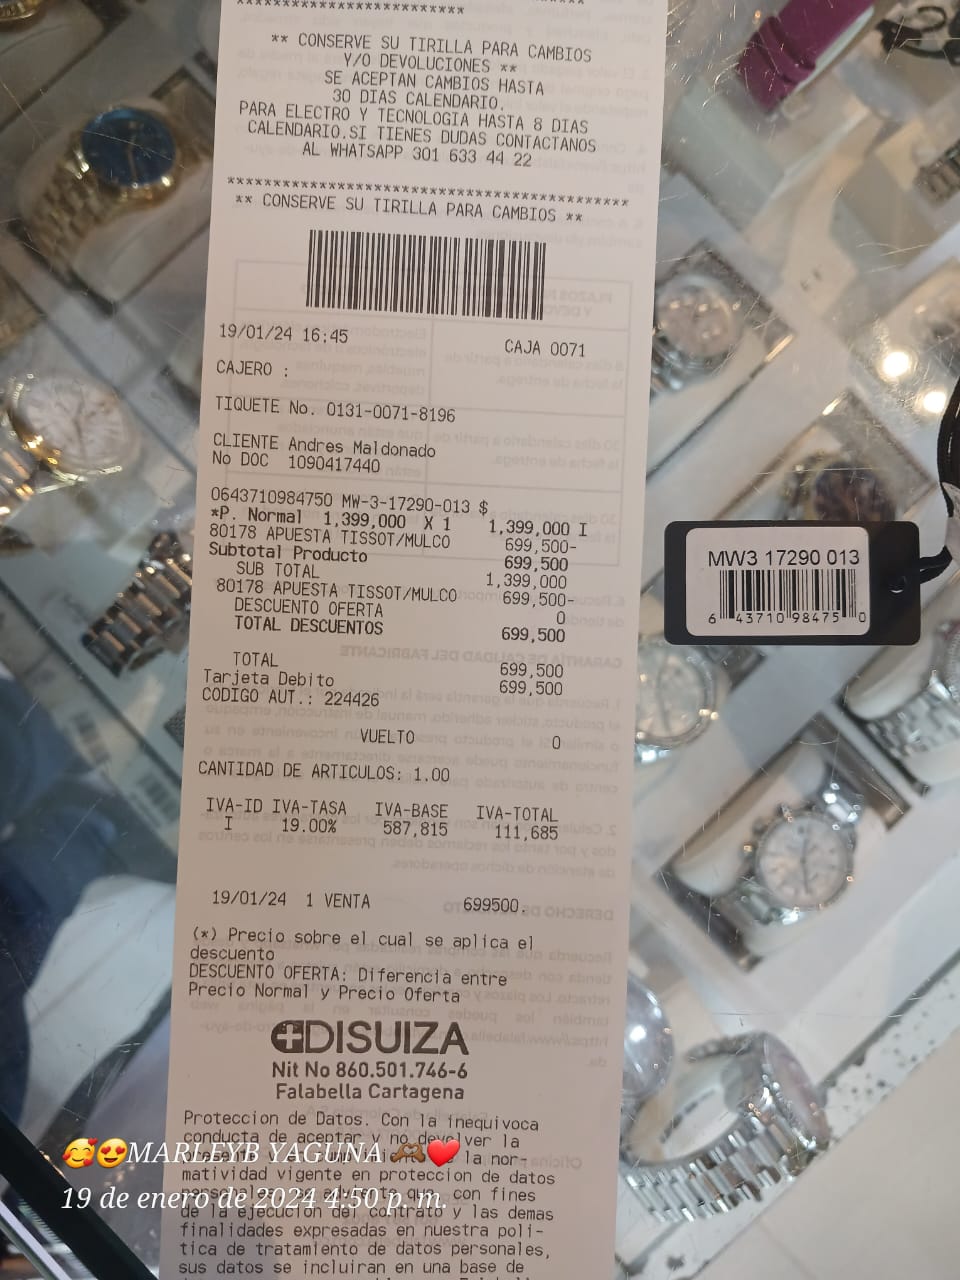 ****************************
** CONSERVE SU TIRILLA PARA CAMBIOS
Y/O DEVOLUCIONES **
SE ACEPTAN CAMBIOS HASTA
30 DIAS CALENDARIO.
PARA ELECTRO Y TECNOLOGIA HASTA 8 DIAS
CALENDARIO.SI TIENES DUDAS CONTACTANOS
AL WHATSAPP 301 633 44 22
********************************************
** CONSERVE SU TIRILLA PARA CAMBIOS **
19/01/24 16:45 CAJA 0071
CAJERO :
TIQUETE No. 0131-0071-8196
CLIENTE Andres Maldonado
No DOC 1090417440
0643710984750 MW-3-17290-013 $
*P. Normal 1,399,000 X 1 1,399,000 I
80178 APUESTA TISSOT/MULCO 699,500-
Subtotal Producto 699,500
SUB TOTAL 1,399,000
80178 APUESTA TISSOT/MULCO 699,500-
DESCUENTO OFERTA 0
TOTAL DESCUENTOS 699,500
TOTAL 699,500
Tarjeta Debito 699,500
CODIGO AUT.: 224426
VUELTO 0
CANTIDAD DE ARTICULOS: 1.00
IVA-ID IVA-TASA IVA-BASE IVA-TOTAL
I 19.00% 587,815 111,685
19/01/24 1 VENTA 699500.
(*) Precio sobre el cual se aplica el
descuento
DESCUENTO OFERTA: Diferencia entre
Precio Normal y Precio Oferta
DISUIZA
Nit No 860.501.746-6
Falabella Cartagena
Proteccion de Datos. Con la inequivoca
conducta de aceptar y no devolver la
la nor-
matividad vigente en proteccion de datos
con fines
de la ejecucion del contrato y las demas
finalidades expresadas en nuestra poli-
tica de tratamiento de datos personales,
sus datos se incluiran en una base de
MW3 17290 013
6 43710 98475 0
🥰😍MARLEYB YAGUNA🫶🏽❤️
19 de enero de 2024 4:50 p. m.